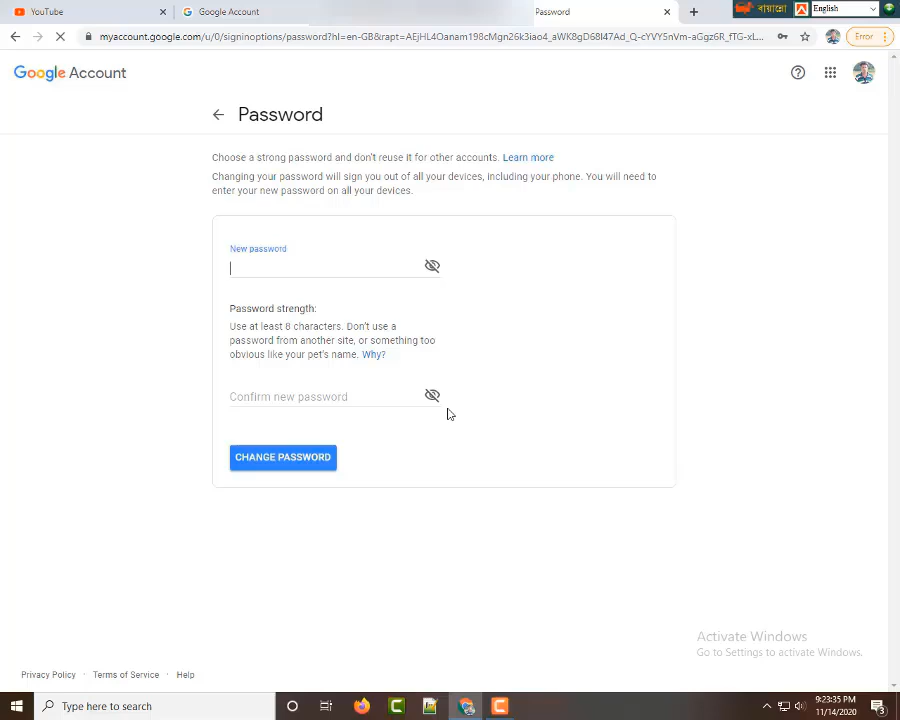 YouTube
Google Account
Password
বায়ান্নো
English
myaccount.google.com/u/0/signinoptions/password?hl=en-GB&rapt=AEjHL4Oanam198cMgn26k3iao4_aWK8gD68I47Ad_Q-cYVY5nVm-aGgz6R_fTG-xL...
Error
Google Account
Password
Choose a strong password and don't reuse it for other accounts. Learn more
Changing your password will sign you out of all your devices, including your phone. You will need to
enter your new password on all your devices.
New password
Password strength:
Use at least 8 characters. Don't use a
password from another site, or something too
obvious like your pet's name. Why?
Confirm new password
CHANGE PASSWORD
Activate Windows
Go to Settings to activate Windows.
Privacy Policy · Terms of Service · Help
Type here to search
9:23:35 PM
11/14/2020
3